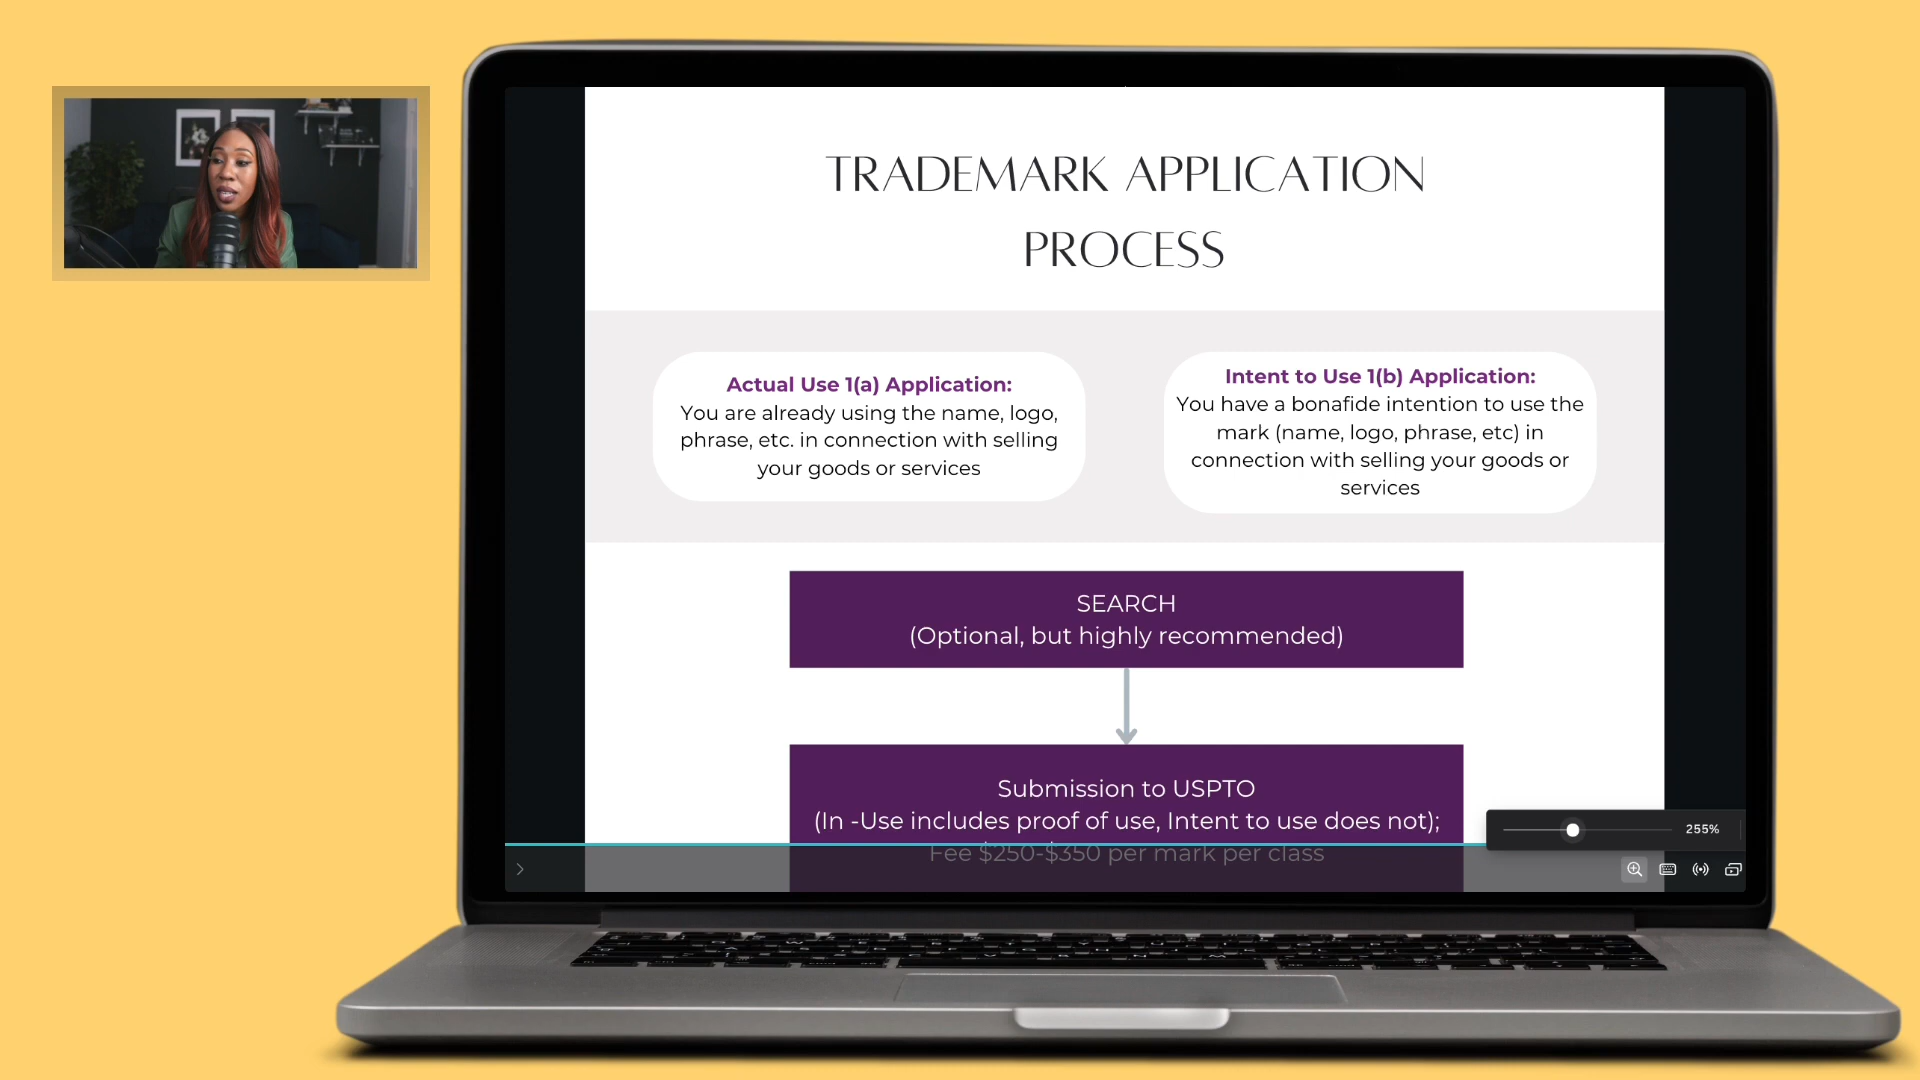 TRADEMARK APPLICATION
PROCESS
Actual Use 1(a) Application:
You are already using the name, logo,
phrase, etc. in connection with selling
your goods or services
Intent to Use 1(b) Application:
You have a bonafide intention to use the
mark (name, logo, phrase, etc) in
connection with selling your goods or
services
SEARCH
(Optional, but highly recommended)
Submission to USPTO
(In -Use includes proof of use, Intent to use does not);
Fee $250-$350 per mark per class
255%